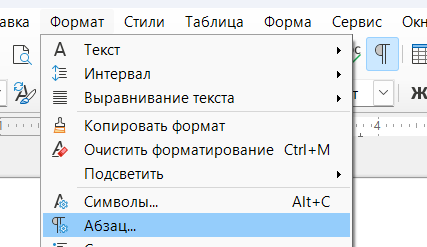 авка Формат Стили Таблица Форма Сервис Окн
Текст
Интервал
Выравнивание текста
Копировать формат
Очистить форматирование Ctrl+M
Подсветить
Символы... Alt+C
Абзац...
Ж
1
4